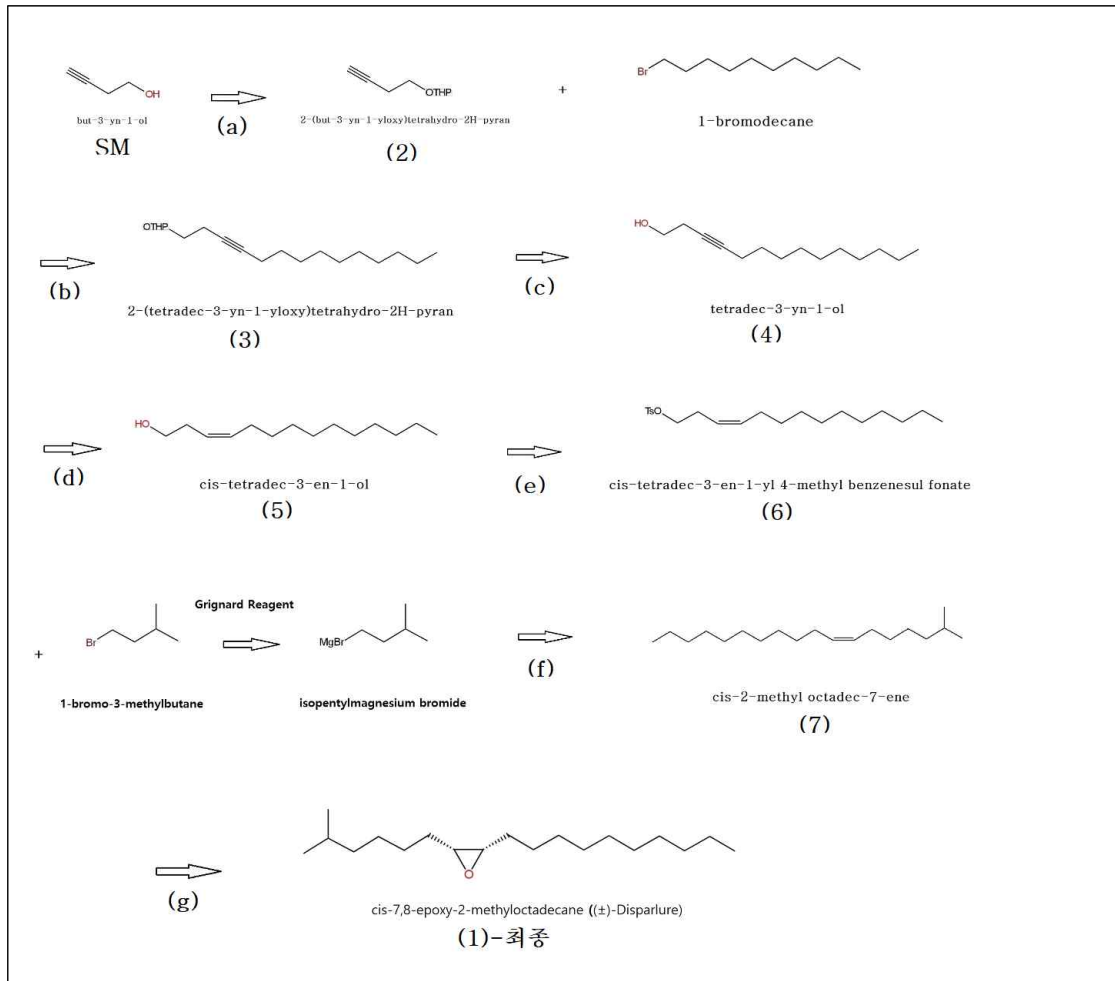 OH
but-3-yn-1-ol
SM
(a)
OTHP
2-(but-3-yn-1-yloxy)tetrahydro-2H-pyran
(2)
+
Br
1-bromodecane
(b)
OTHP
2-(tetradec-3-yn-1-yloxy)tetrahydro-2H-pyran
(3)
(c)
HO
tetradec-3-yn-1-ol
(4)
(d)
HO
cis-tetradec-3-en-1-ol
(5)
(e)
TsO
cis-tetradec-3-en-1-yl 4-methyl benzenesul fonate
(6)
+
Br
1-bromo-3-methylbutane
Grignard Reagent
MgBr
isopentylmagnesium bromide
(f)
cis-2-methyl octadec-7-ene
(7)
(g)
O
cis-7,8-epoxy-2-methyloctadecane ((±)-Disparlure)
(1)-최종